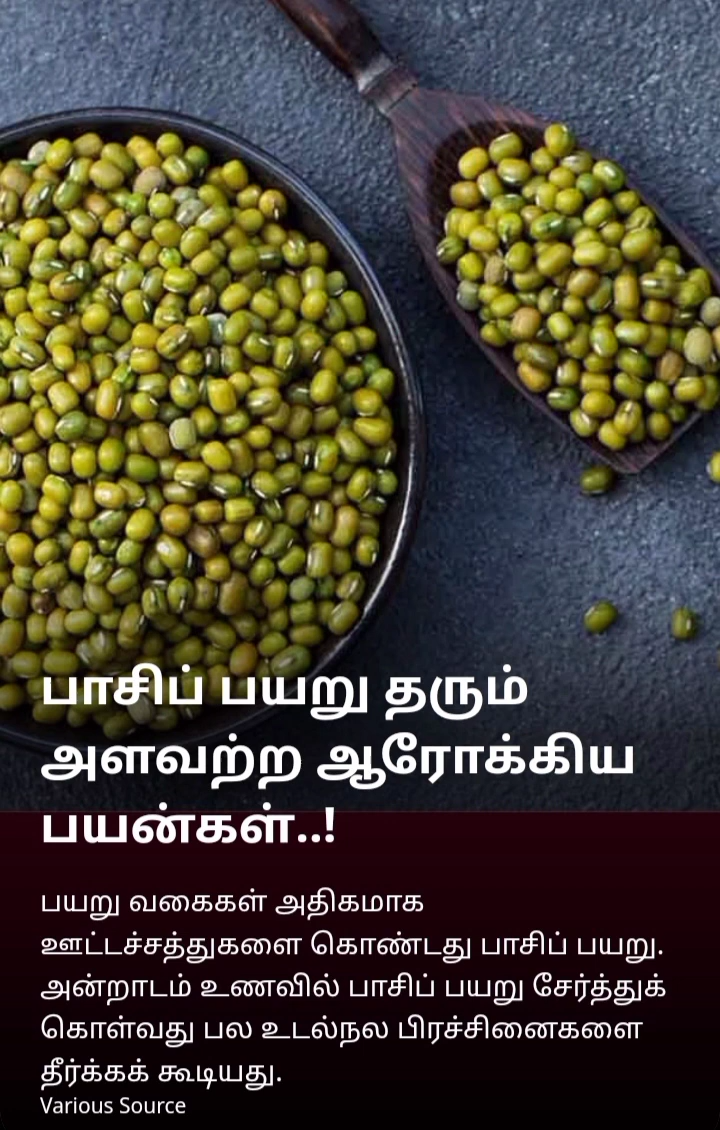 பாசிப் பயறு தரும்
அளவற்ற ஆரோக்கிய
பயன்கள்..!
பயறு வகைகள் அதிகமாக
ஊட்டச்சத்துகளை கொண்டது பாசிப் பயறு.
அன்றாடம் உணவில் பாசிப் பயறு சேர்த்துக்
கொள்வது பல உடல்நல பிரச்சினைகளை
தீர்க்கக் கூடியது.
Various Source